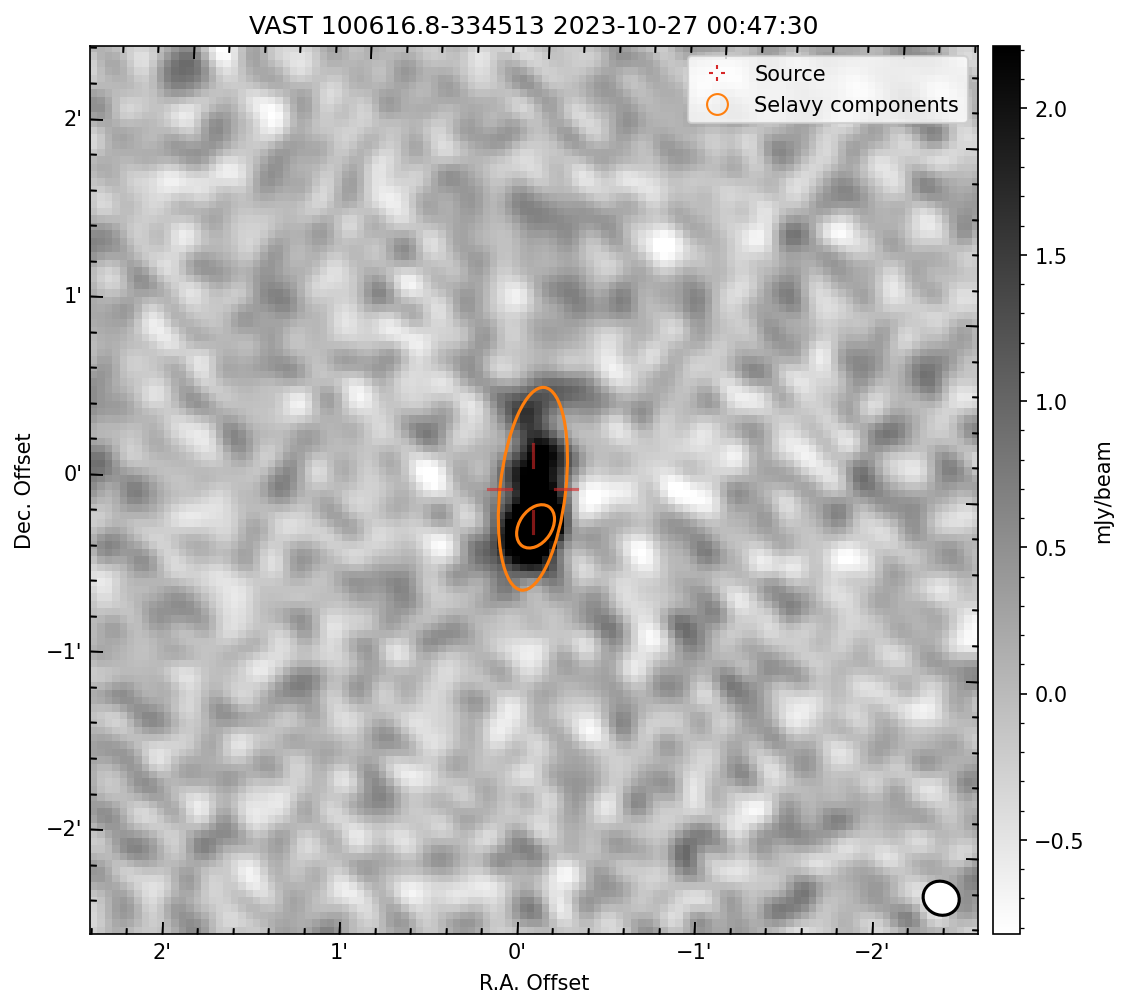 VAST 100616.8-334513 2023-10-27 00:47:30
Source
Selavy components
2'
1'
0'
−1'
−2'
Dec. Offset
2'
1'
0'
−1'
−2'
R.A. Offset
2.0
1.5
1.0
0.5
0.0
−0.5
mJy/beam